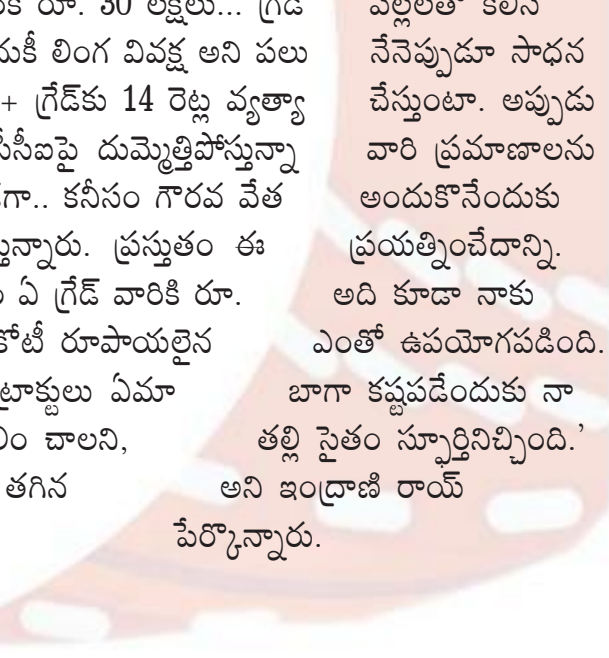 రూ. 30 లక్షలు... గ్రేడ్
దుకీ లింగ వివక్ష అని పలు
+ గ్రేడ్‌కు 14 రెట్ల వ్యత్యా
సీసీఐపై దుమ్మెత్తిపోస్తున్నా
గా.. కనీసం గౌరవ వేత
స్తున్నారు. ప్రస్తుతం ఈ
ఏ గ్రేడ్ వారికి రూ.
కోటీ రూపాయలైన
ట్రాక్టులు ఏమా
చాలని,
తగిన
పిల్లలతో కలిసి
నేనెప్పుడూ సాధన
చేస్తుంటా. అప్పుడు
వారి ప్రమాణాలను
అందుకొనేందుకు
ప్రయత్నించేదాన్ని.
అది కూడా నాకు
ఎంతో ఉపయోగపడింది.
బాగా కష్టపడేందుకు నా
తల్లి సైతం స్ఫూర్తినిచ్చింది.'
అని ఇంద్రాణి రాయ్
పేర్కొన్నారు.